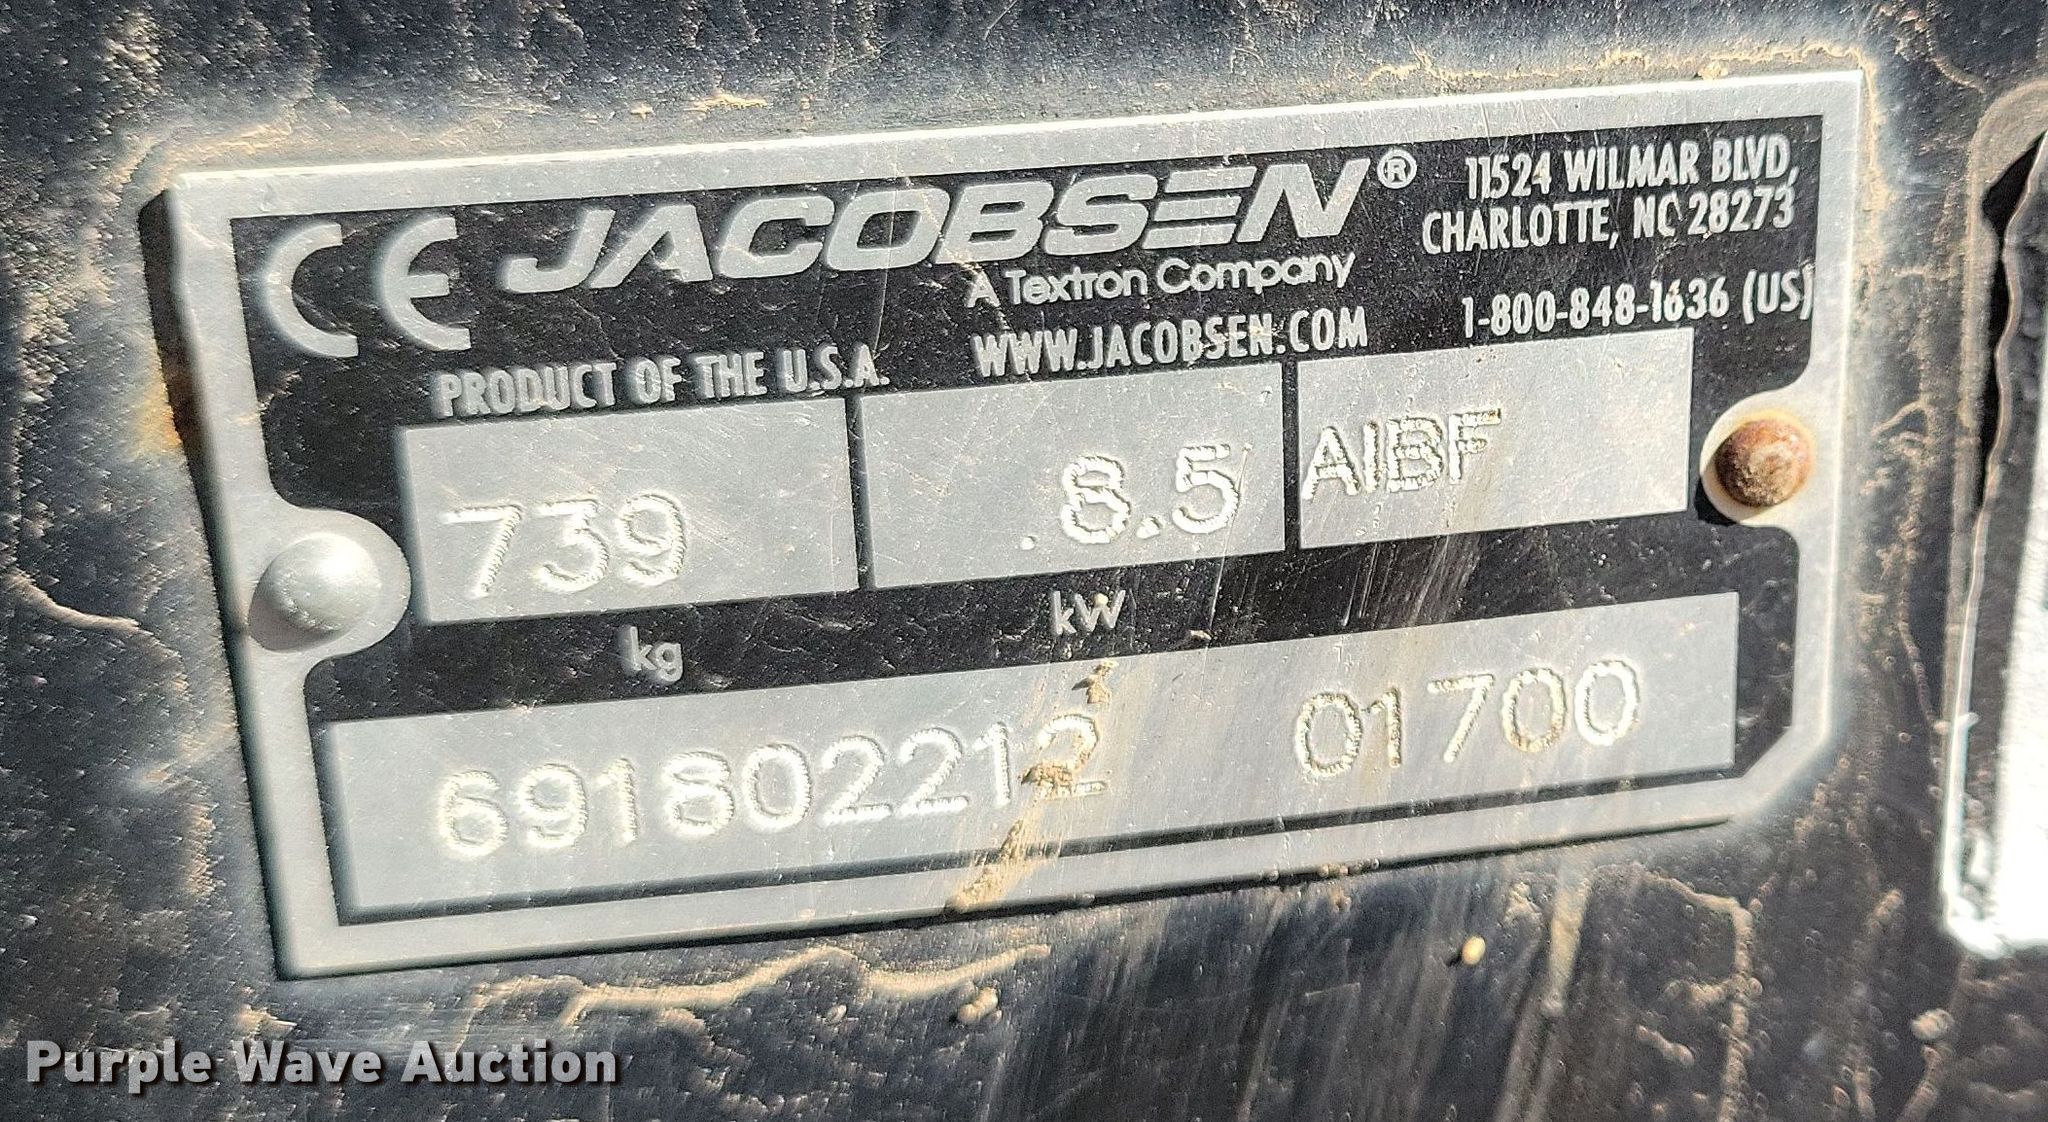 CE JACOBSEN®
A Textron Company
11524 WILMAR BLVD,
CHARLOTTE, NC 28273
PRODUCT OF THE U.S.A.
WWW.JACOBSEN.COM
1-800-848-1636 (US)
739
.8.5
AIBF
kg
kW
691802212 01700
Purple Wave Auction